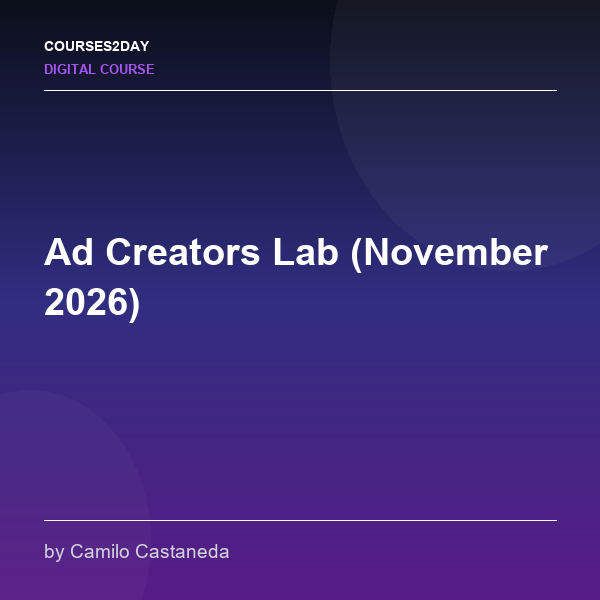 COURSES2DAY
DIGITAL COURSE
Ad Creators Lab (November
2026)
by Camilo Castaneda